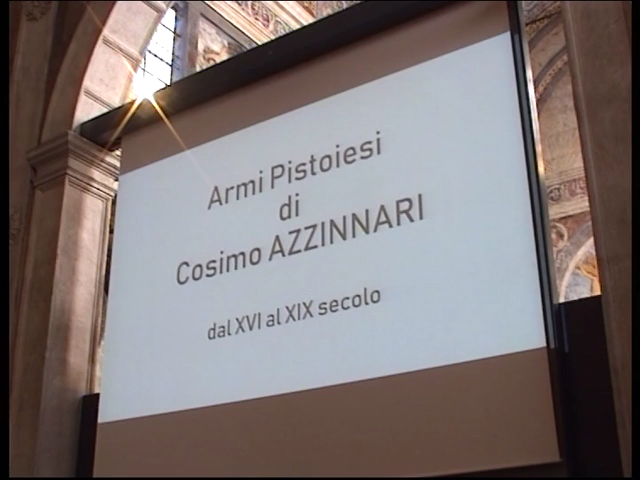 Armi Pistoiesi
di
Cosimo AZZINNARI
dal XVI al XIX secolo